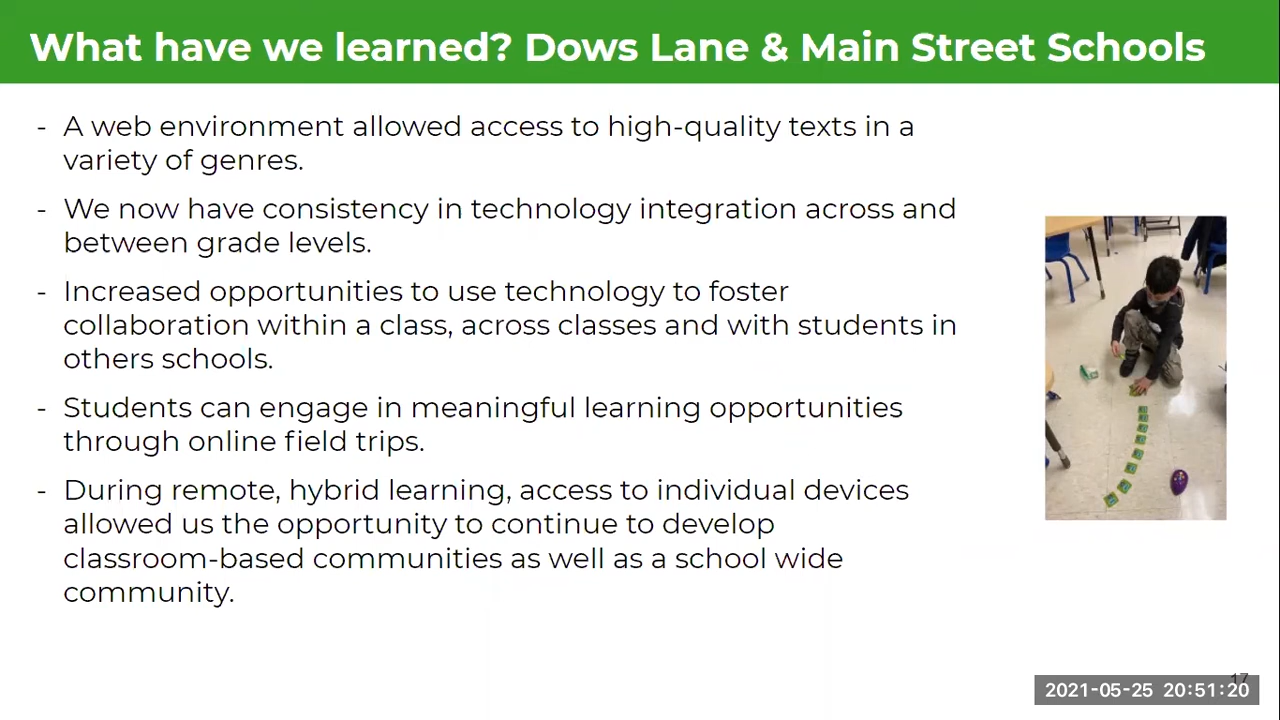 What have we learned? Dows Lane & Main Street Schools
- A web environment allowed access to high-quality texts in a
variety of genres.
- We now have consistency in technology integration across and
between grade levels.
- Increased opportunities to use technology to foster
collaboration within a class, across classes and with students in
others schools.
- Students can engage in meaningful learning opportunities
through online field trips.
- During remote, hybrid learning, access to individual devices
allowed us the opportunity to continue to develop
classroom-based communities as well as a school wide
community.
17
2021-05-25 20:51:20